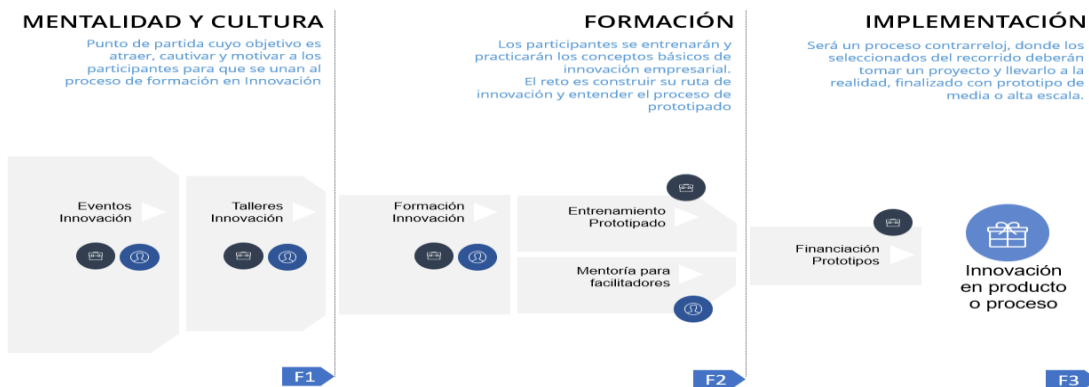 MENTALIDAD Y CULTURA
Punto de partida cuyo objetivo es
atraer, cautivar y motivar a los
participantes para que se unan al
proceso de formación en Innovación
Eventos
Innovación
Talleres
Innovación
F1
FORMACIÓN
Los participantes se entrenarán y
practicarán los conceptos básicos de
innovación empresarial.
El reto es construir su ruta de
innovación y entender el proceso de
prototipado
Formación
Innovación
Entrenamiento
Prototipado
Mentoría para
facilitadores
F2
IMPLEMENTACIÓN
Será un proceso contrarreloj, donde los
seleccionados del recorrido deberán
tomar un proyecto y llevarlo a la
realidad, finalizado con prototipo de
media o alta escala.
Financiación
Prototipos
Innovación
en producto
o proceso
F3